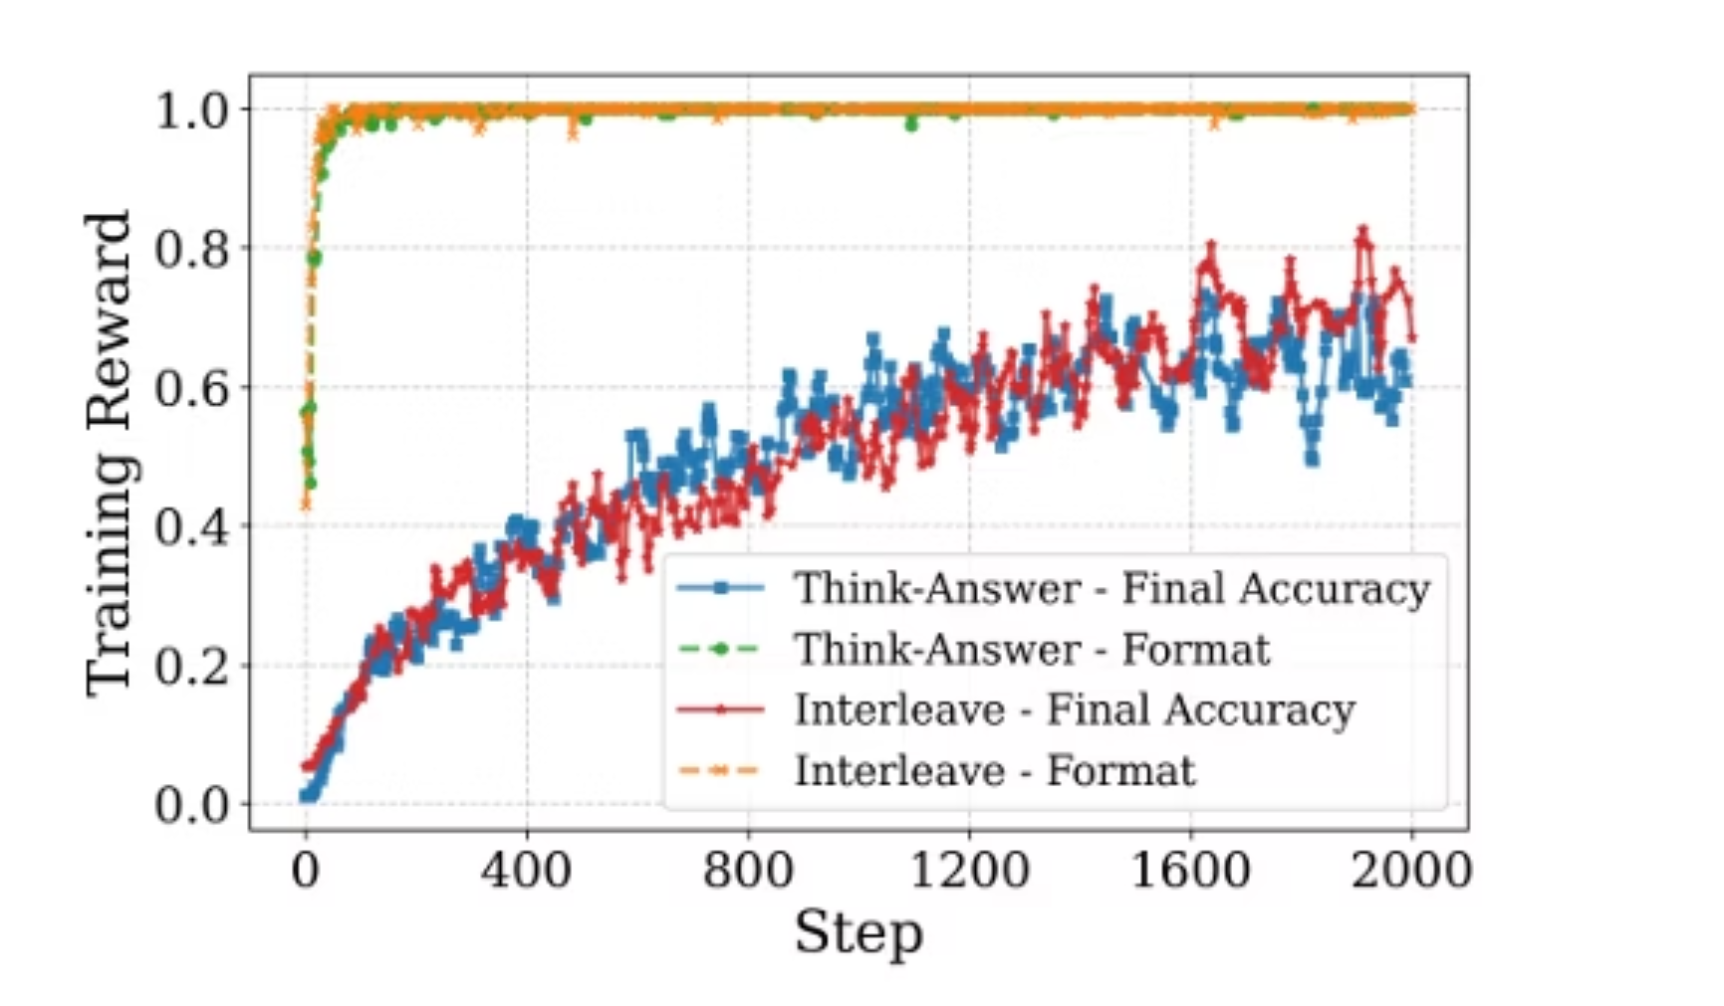 Training Reward
1.0
0.8
0.6
0.4
0.2
0.0
Think-Answer - Final Accuracy
Think-Answer - Format
Interleave - Final Accuracy
Interleave - Format
0 400 800 1200 1600 2000
Step